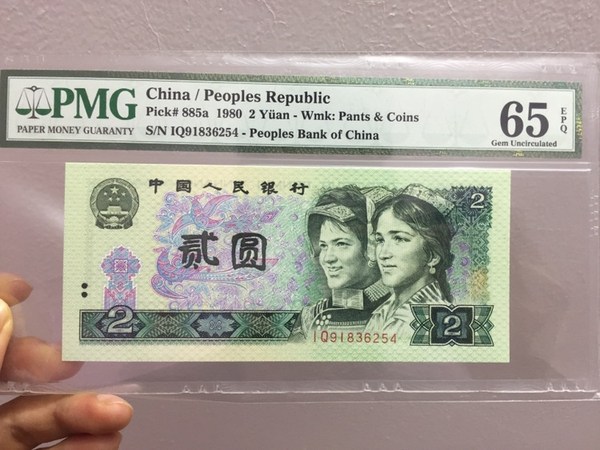 PMG
PAPER MONEY GUARANTY
China / Peoples Republic
Pick# 885a 1980 2 Yüan - Wmk: Pants & Coins
S/N IQ91836254 - Peoples Bank of China
65
EPQ
Gem Uncirculated
中国人民银行
2
贰圆
2
2
IQ91836254